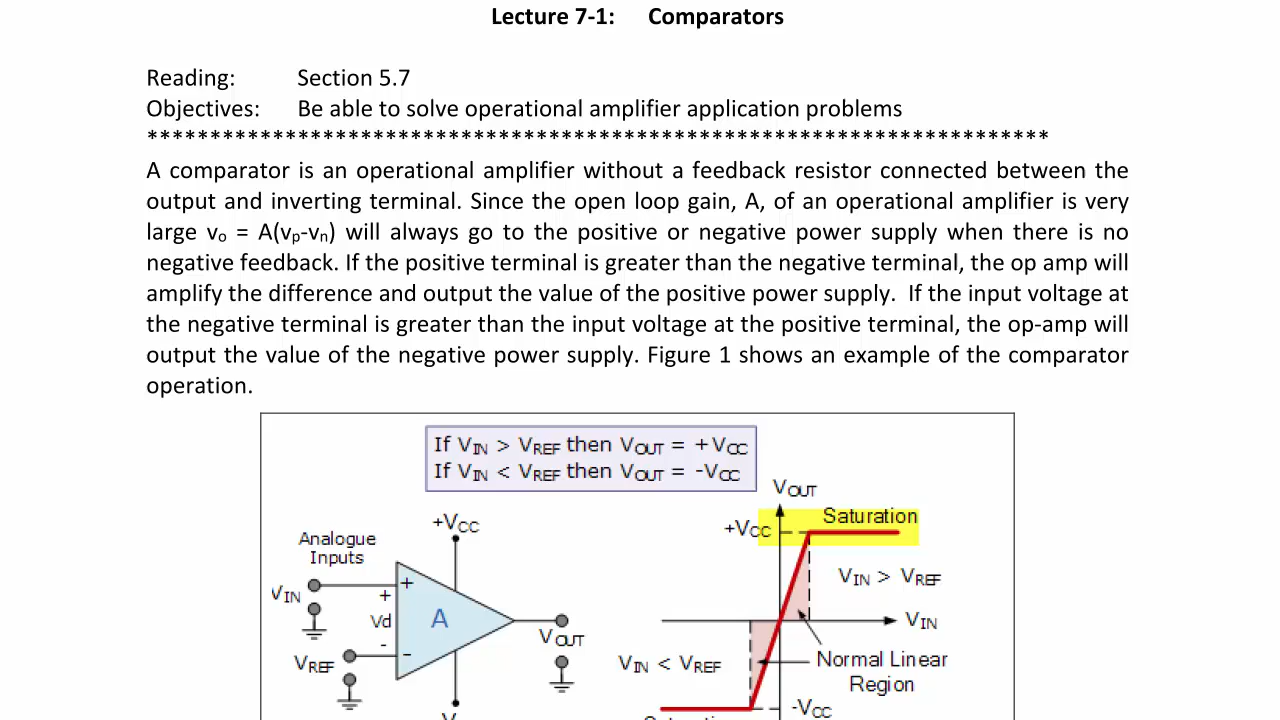 Lecture 7-1: Comparators
Reading: Section 5.7
Objectives: Be able to solve operational amplifier application problems
************************************************************************
A comparator is an operational amplifier without a feedback resistor connected between the
output and inverting terminal. Since the open loop gain, A, of an operational amplifier is very
large vₒ = A(vₚ-vₙ) will always go to the positive or negative power supply when there is no
negative feedback. If the positive terminal is greater than the negative terminal, the op amp will
amplify the difference and output the value of the positive power supply. If the input voltage at
the negative terminal is greater than the input voltage at the positive terminal, the op-amp will
output the value of the negative power supply. Figure 1 shows an example of the comparator
operation.
If VIN > VREF then VOUT = +VCC
If VIN < VREF then VOUT = -VCC
+VCC
Analogue
Inputs
VIN
+
+
Vd
A
-
–
VREF
VOUT
VOUT
+VCC
Saturation
VIN > VREF
VIN
VIN < VREF
Normal Linear
Region
-VCC